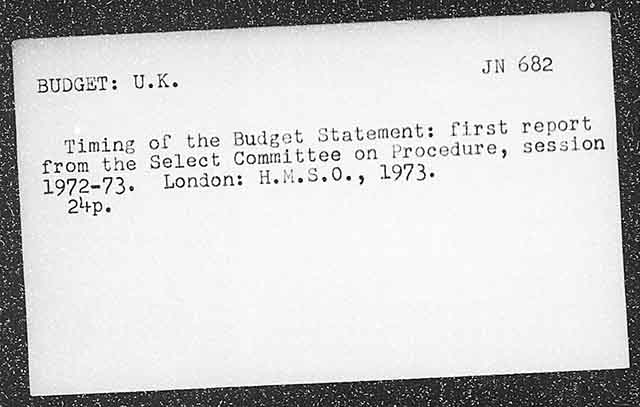 BUDGET: U.K.
JN 682
Timing of the Budget Statement: first report
from the Select Committee on Procedure, session
1972-73. London: H.M.S.O., 1973.
24p.